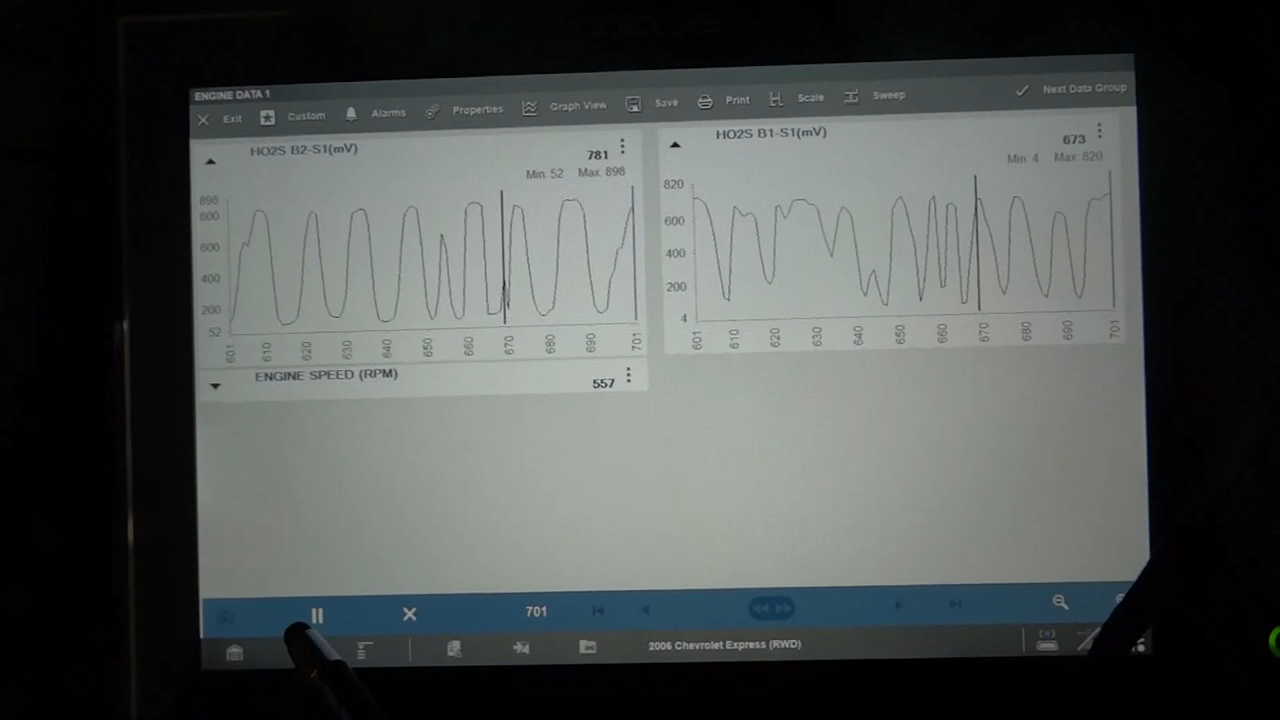 ENGINE DATA 1
Exit Custom Alarms Properties Graph View Save Print Scale Sweep Next Data Group
HO2S B2-S1(mV)
781
Min: 52 Max: 898
898
800
600
400
200
52
601 610 620 630 640 650 660 670 680 690 701
HO2S B1-S1(mV)
673
Min: 4 Max: 820
820
600
400
200
4
601 610 620 630 640 650 660 670 680 690 701
ENGINE SPEED (RPM)
557
701
2006 Chevrolet Express (RWD)